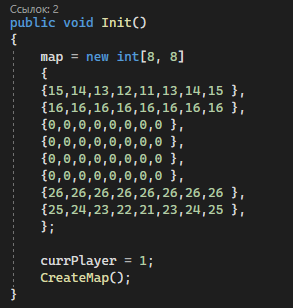 Ссылок: 2
public void Init()
{
map = new int[8, 8]
{
{15,14,13,12,11,13,14,15 },
{16,16,16,16,16,16,16,16 },
{0,0,0,0,0,0,0,0 },
{0,0,0,0,0,0,0,0 },
{0,0,0,0,0,0,0,0 },
{0,0,0,0,0,0,0,0 },
{26,26,26,26,26,26,26,26 },
{25,24,23,22,21,23,24,25 },
};
currPlayer = 1;
CreateMap();
}